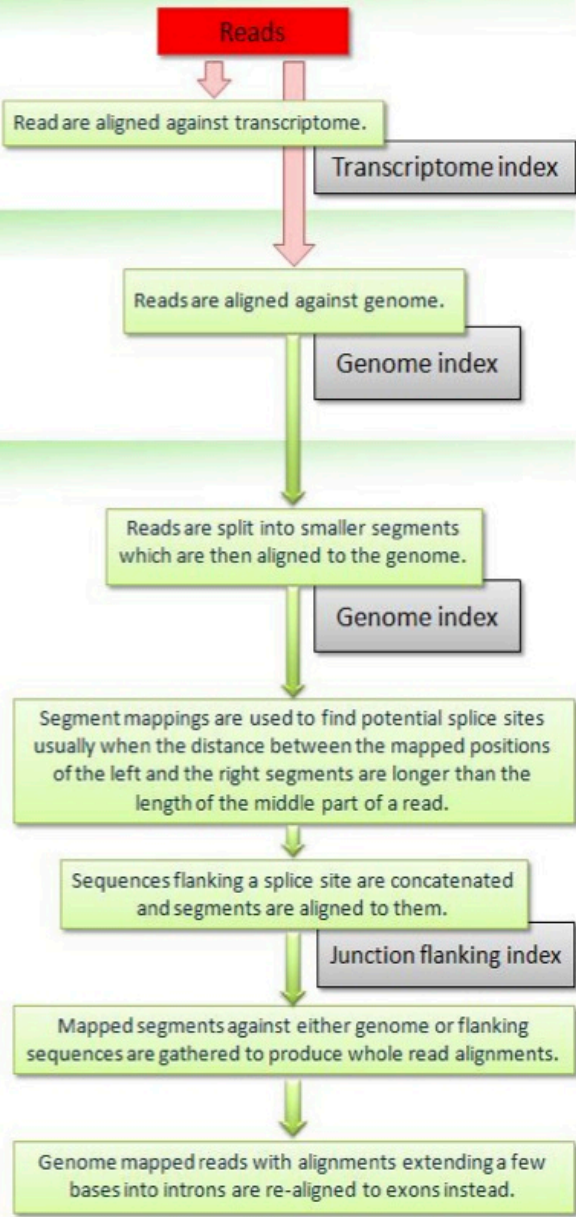 Reads
Read are aligned against transcriptome.
Transcriptome index
Reads are aligned against genome.
Genome index
Reads are split into smaller segments
which are then aligned to the genome.
Genome index
Segment mappings are used to find potential splice sites
usually when the distance between the mapped positions
of the left and the right segments are longer than the
length of the middle part of a read.
Sequences flanking a splice site are concatenated
and segments are aligned to them.
Junction flanking index
Mapped segments against either genome or flanking
sequences are gathered to produce whole read alignments.
Genome mapped reads with alignments extending a few
bases into introns are re-aligned to exons instead.